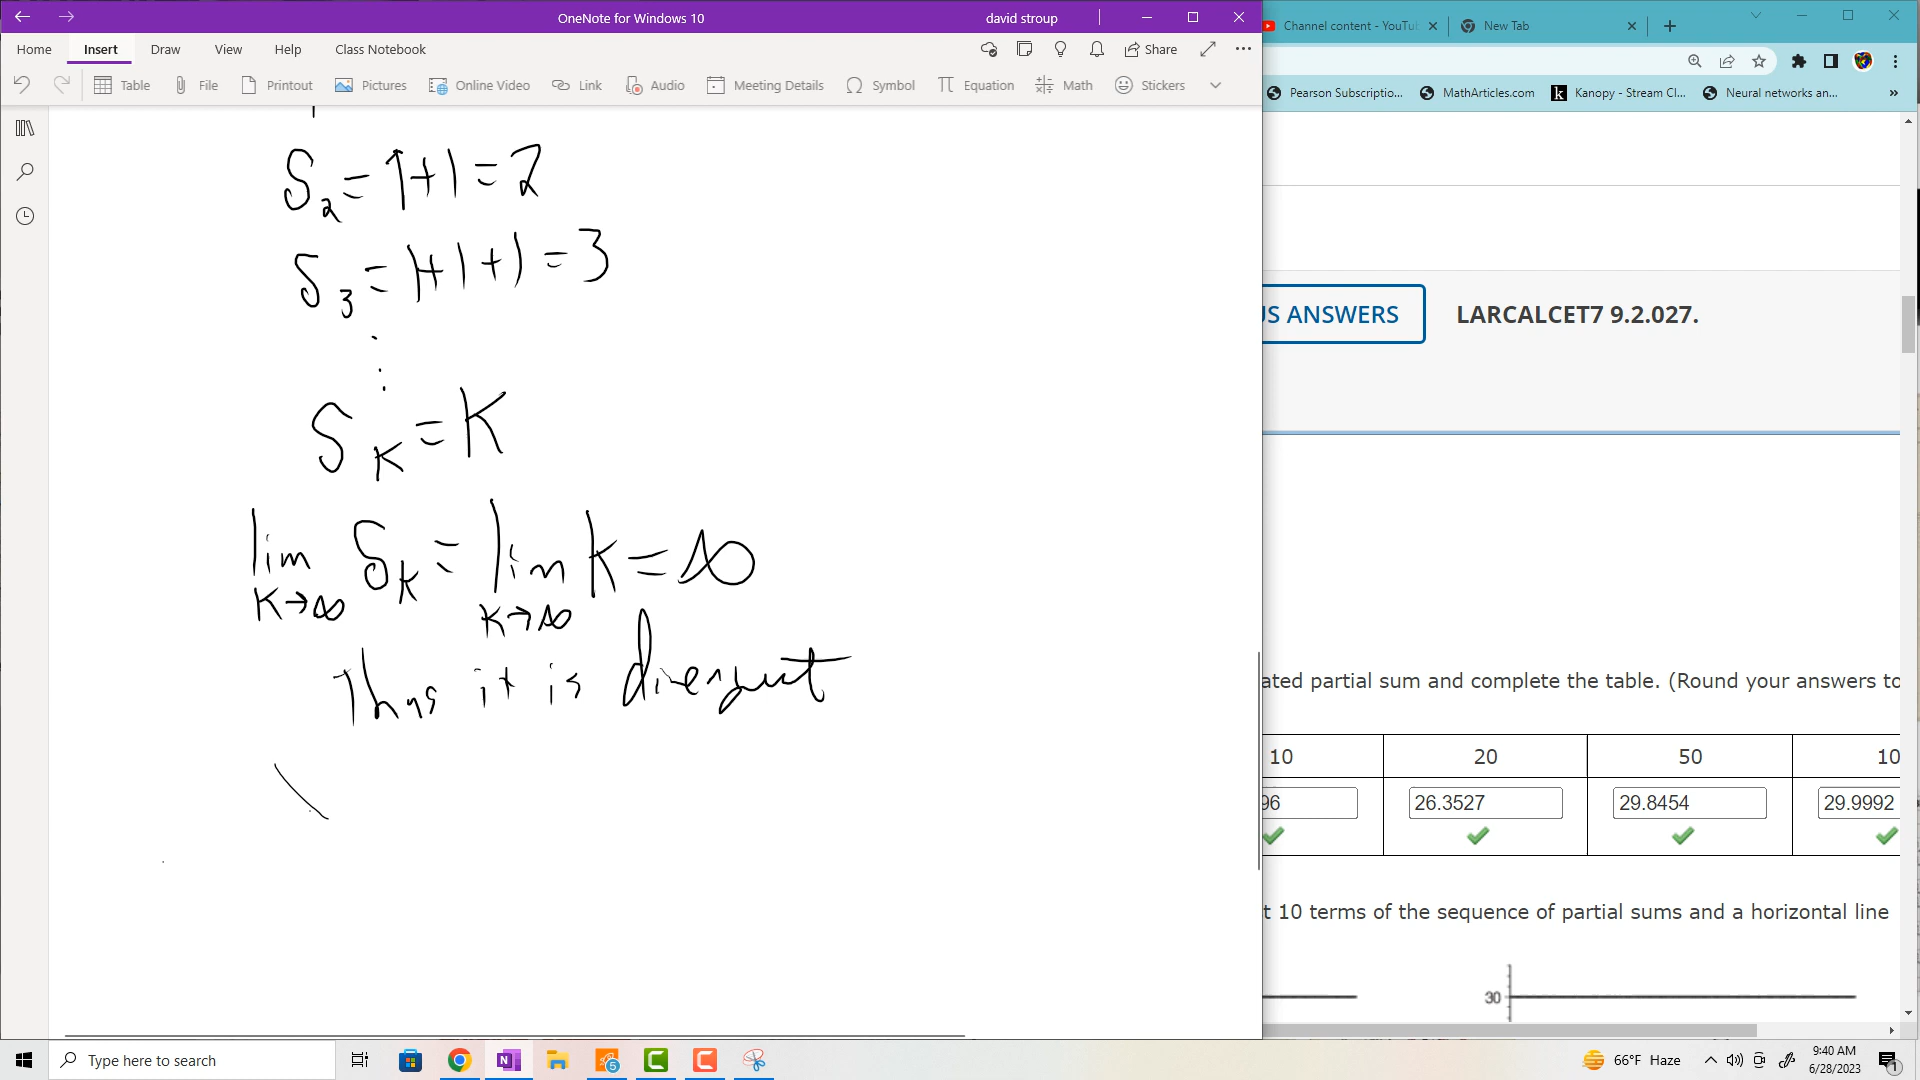 OneNote for Windows 10
david stroup
Channel content - YouTub
New Tab
Home Insert Draw View Help Class Notebook
Share
Table File Printout Pictures Online Video Link Audio Meeting Details Symbol Equation Math Stickers
Pearson Subscriptio... MathArticles.com Kanopy - Stream Cl... Neural networks an... »
S₂ = 1+1 = 2
S₃ = 1+1+1 = 3
S_K = K
lim K→∞ S_K = lim K→∞ K = ∞
Thus it is divergent
US ANSWERS
LARCALCET7 9.2.027.
ated partial sum and complete the table. (Round your answers to
10 20 50 10
96 26.3527 29.8454 29.9992
t 10 terms of the sequence of partial sums and a horizontal line
30
Type here to search
5
66°F Haze
9:40 AM
6/28/2023
1